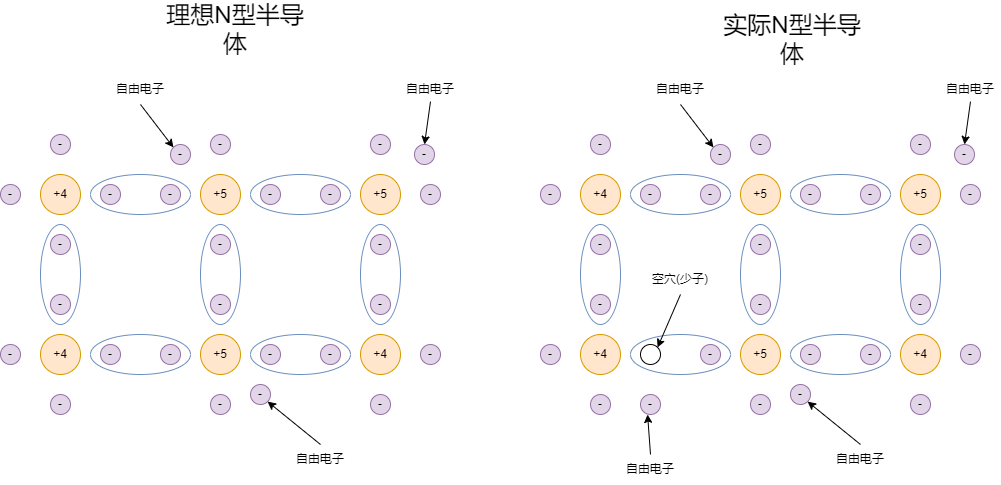 理想N型半导
体
实际N型半导
体
自由电子
自由电子
自由电子
自由电子
- - - - - -
- - - -
- +4 - - +5 - - +5 -
- +4 - - +5 - - +5 -
- - -
- - -
空穴(少子)
- - -
- - -
- +4 - - +5 - - +4 -
- +4 - +5 - - +4 -
- -
- - -
- - - -
自由电子
自由电子
自由电子